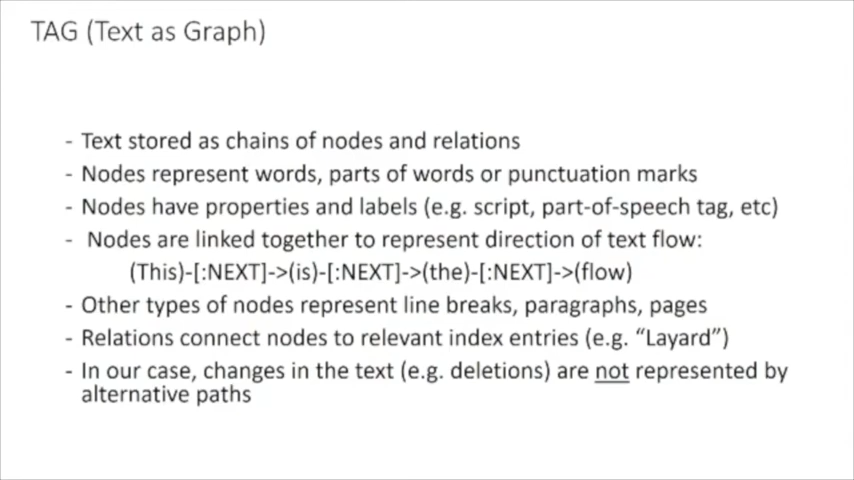 TAG (Text as Graph)
- Text stored as chains of nodes and relations
- Nodes represent words, parts of words or punctuation marks
- Nodes have properties and labels (e.g. script, part-of-speech tag, etc)
- Nodes are linked together to represent direction of text flow:
(This)-[:NEXT]->(is)-[:NEXT]->(the)-[:NEXT]->(flow)
- Other types of nodes represent line breaks, paragraphs, pages
- Relations connect nodes to relevant index entries (e.g. “Layard”)
- In our case, changes in the text (e.g. deletions) are not represented by
alternative paths